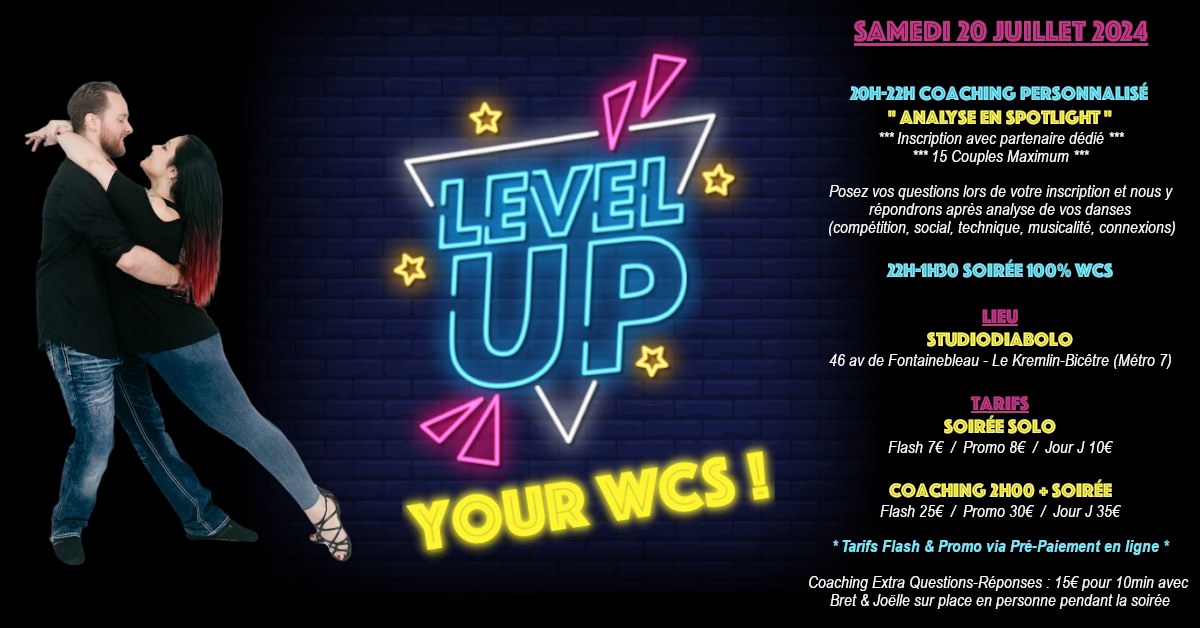 LEVEL
UP
YOUR WCS !
SAMEDI 20 JUILLET 2024
20H-22H COACHING PERSONNALISÉ
" ANALYSE EN SPOTLIGHT "
*** Inscription avec partenaire dédié ***
*** 15 Couples Maximum ***
Posez vos questions lors de votre inscription et nous y
répondrons après analyse de vos danses
(compétition, social, technique, musicalité, connexions)
22H-1H30 SOIRÉE 100% WCS
LIEU
STUDIODIABOLO
46 av de Fontainebleau - Le Kremlin-Bicêtre (Métro 7)
TARIFS
SOIRÉE SOLO
Flash 7€ / Promo 8€ / Jour J 10€
COACHING 2H00 + SOIRÉE
Flash 25€ / Promo 30€ / Jour J 35€
* Tarifs Flash & Promo via Pré-Paiement en ligne *
Coaching Extra Questions-Réponses : 15€ pour 10min avec
Bret & Joëlle sur place en personne pendant la soirée